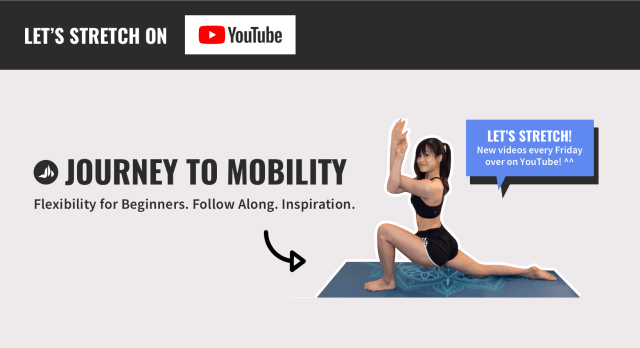 LET'S STRETCH ON
YouTube
JOURNEY TO MOBILITY
Flexibility for Beginners. Follow Along. Inspiration.
LET'S STRETCH!
New videos every Friday
over on YouTube! ^^